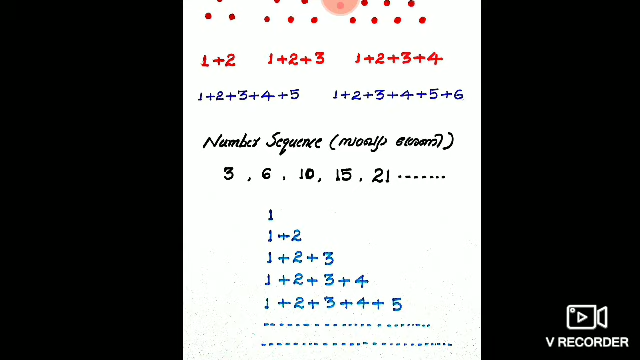 1+2 1+2+3 1+2+3+4
1+2+3+4+5 1+2+3+4+5+6
Number Sequence (സംഖ്യാ ശ്രേണി)
3, 6, 10, 15, 21.......
1
1+2
1+2+3
1+2+3+4
1+2+3+4+5
V RECORDER